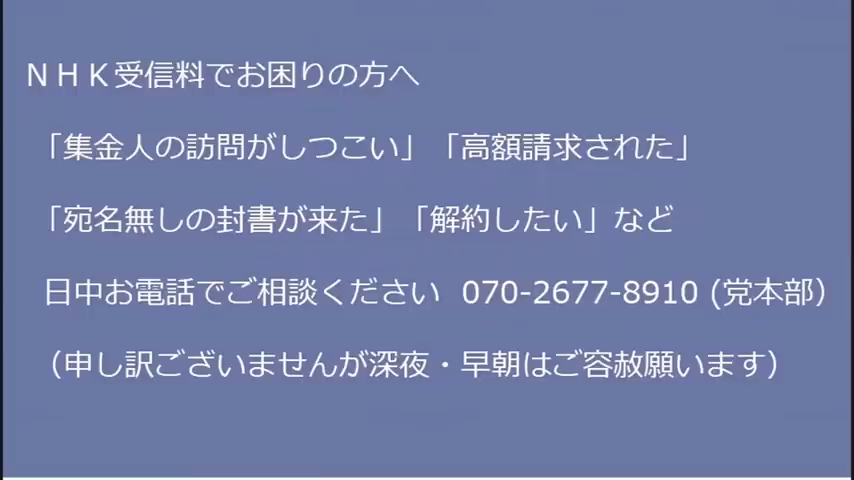 ＮＨＫ受信料でお困りの方へ
「集金人の訪問がしつこい」「高額請求された」
「宛名無しの封書が来た」「解約したい」など
日中お電話でご相談ください 070-2677-8910 (党本部）
（申し訳ございませんが深夜・早朝はご容赦願います）